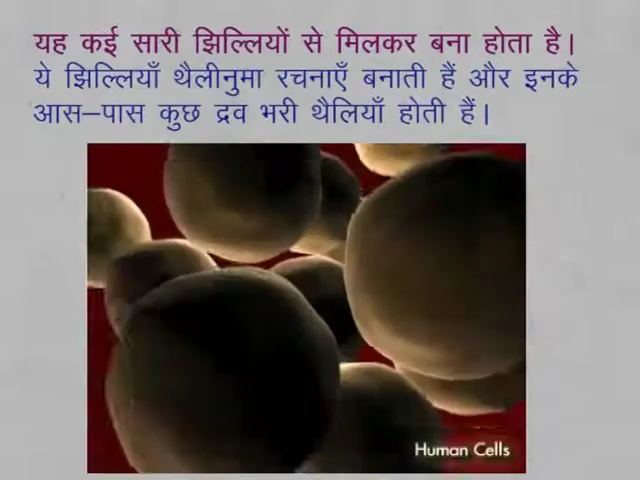 यह कई सारी झिल्लियों से मिलकर बना होता है।
ये झिल्लियाँ थैलीनुमा रचनाएँ बनाती हैं और इनके
आस–पास कुछ द्रव भरी थैलियाँ होती हैं।
Human Cells